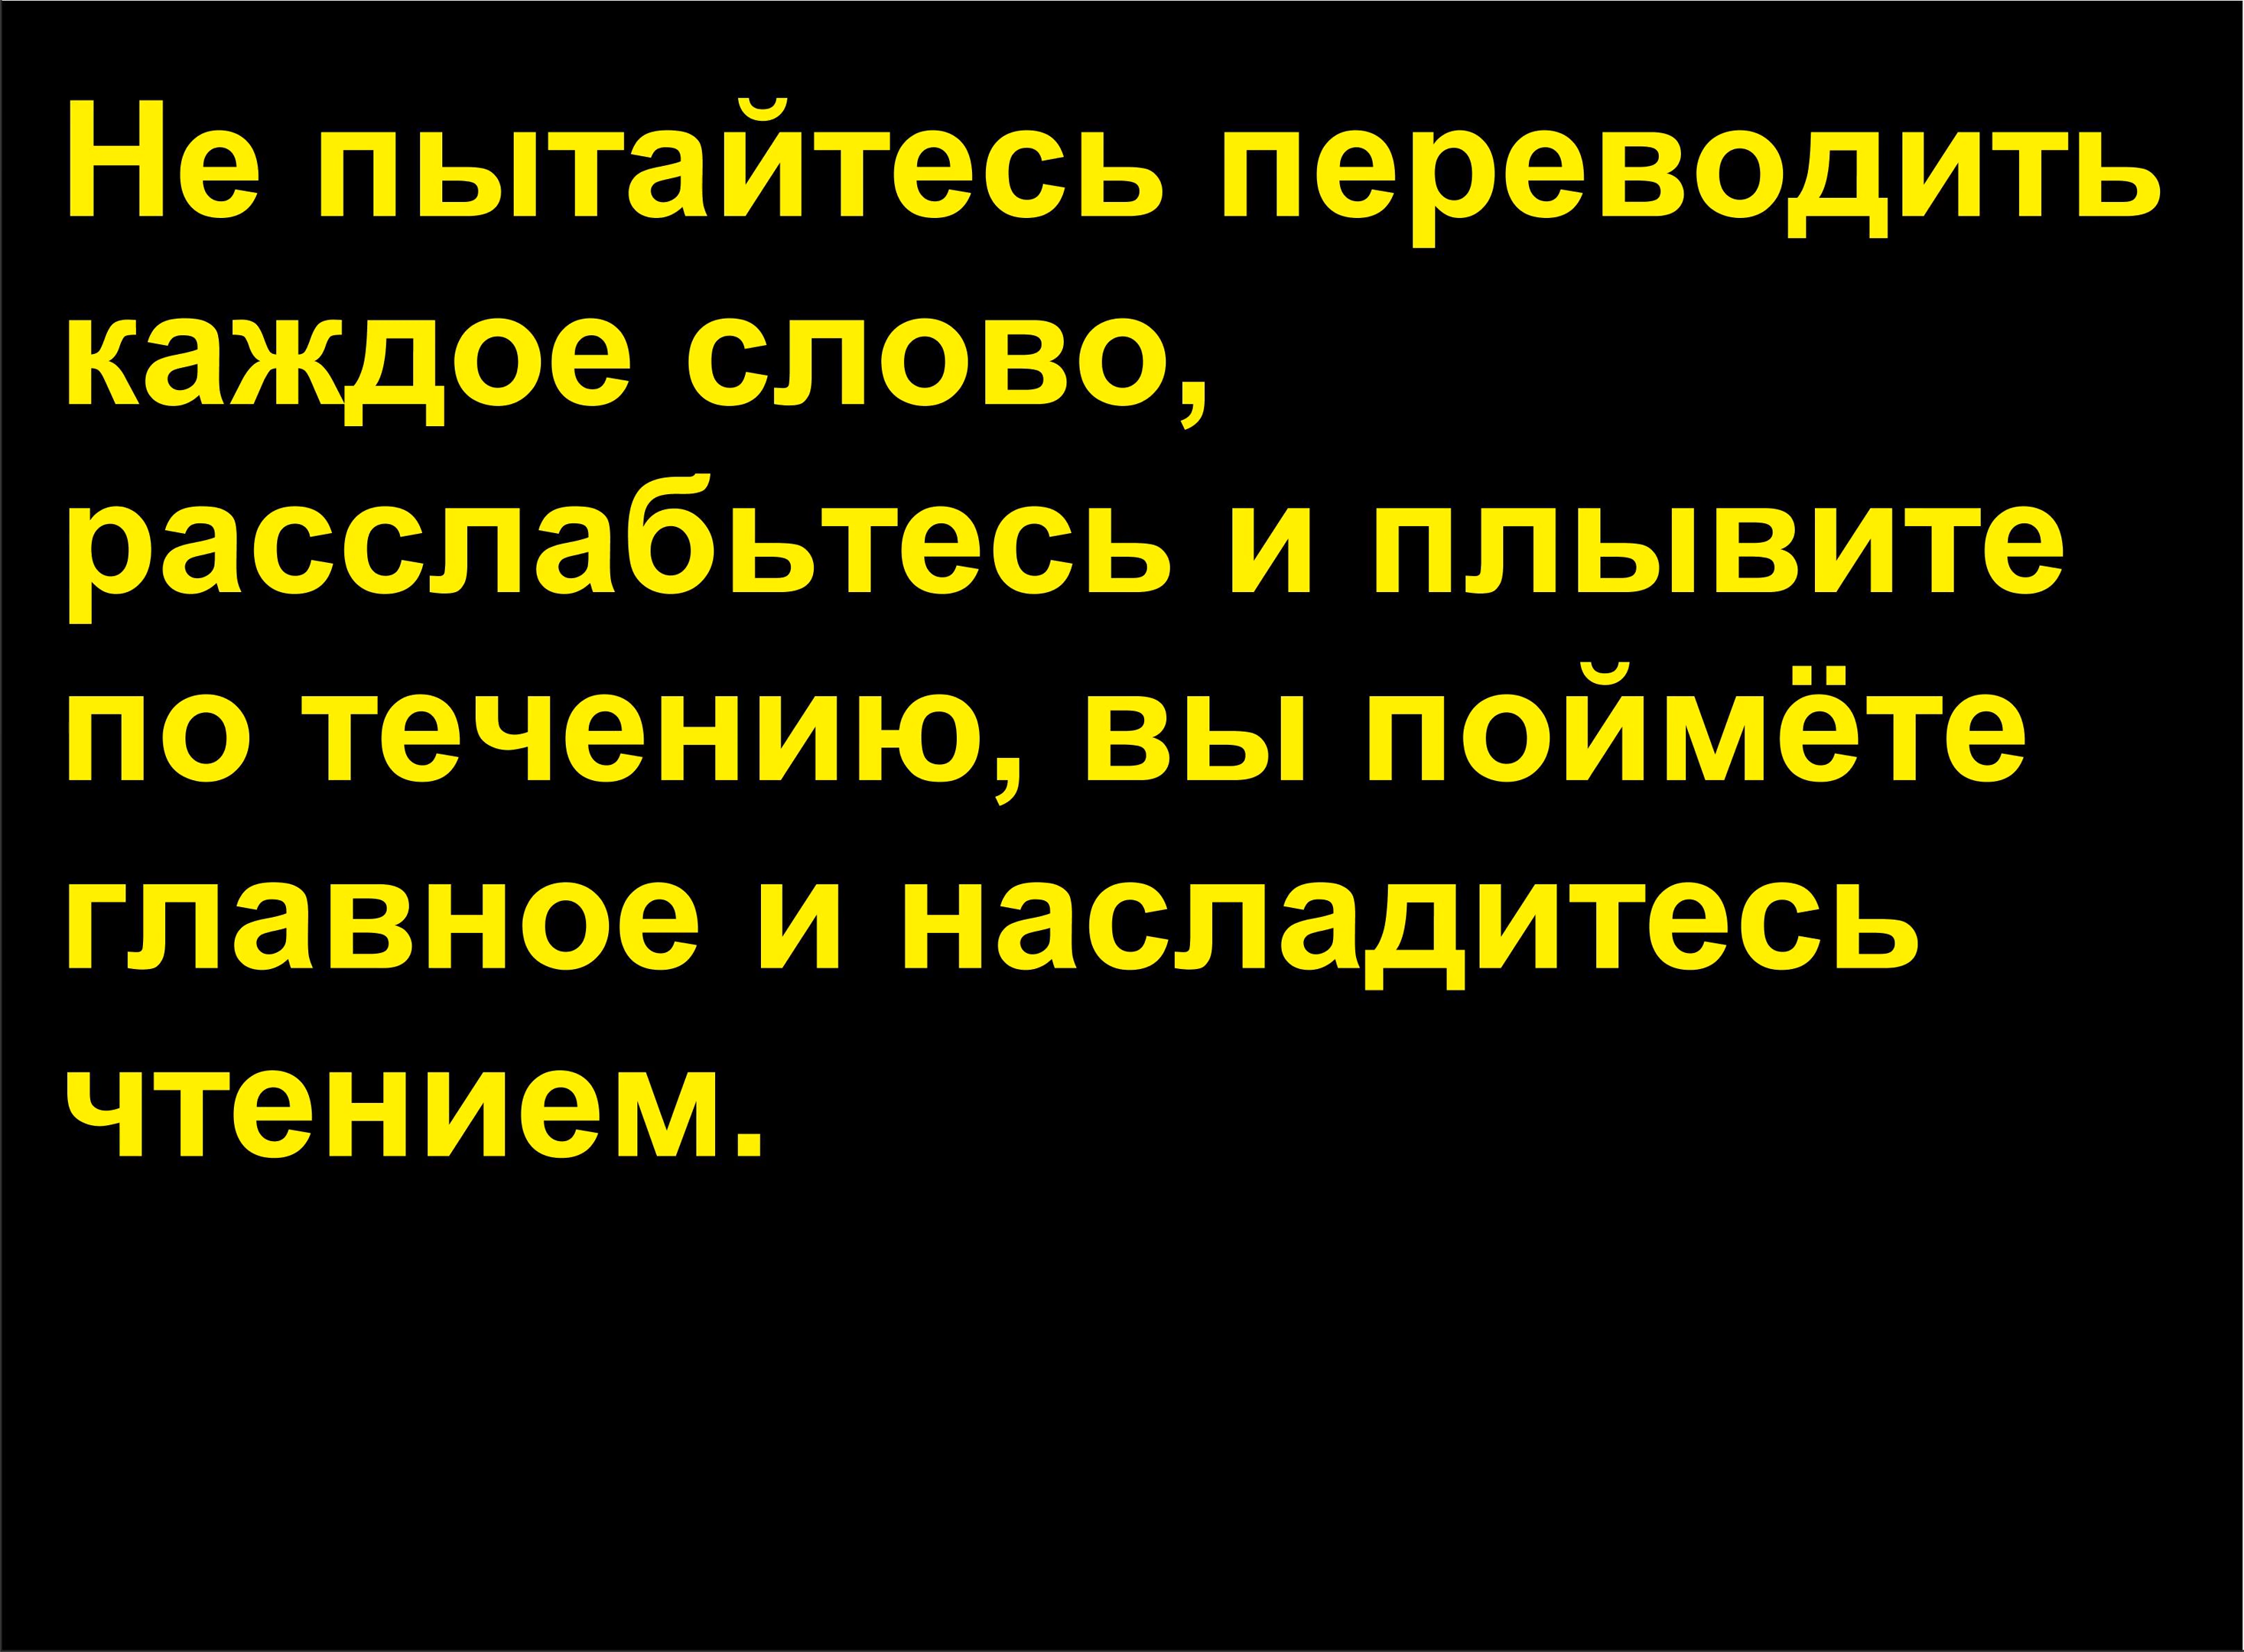 Не пытайтесь переводить
каждое слово,
расслабьтесь и плывите
по течению, вы поймёте
главное и насладитесь
чтением.